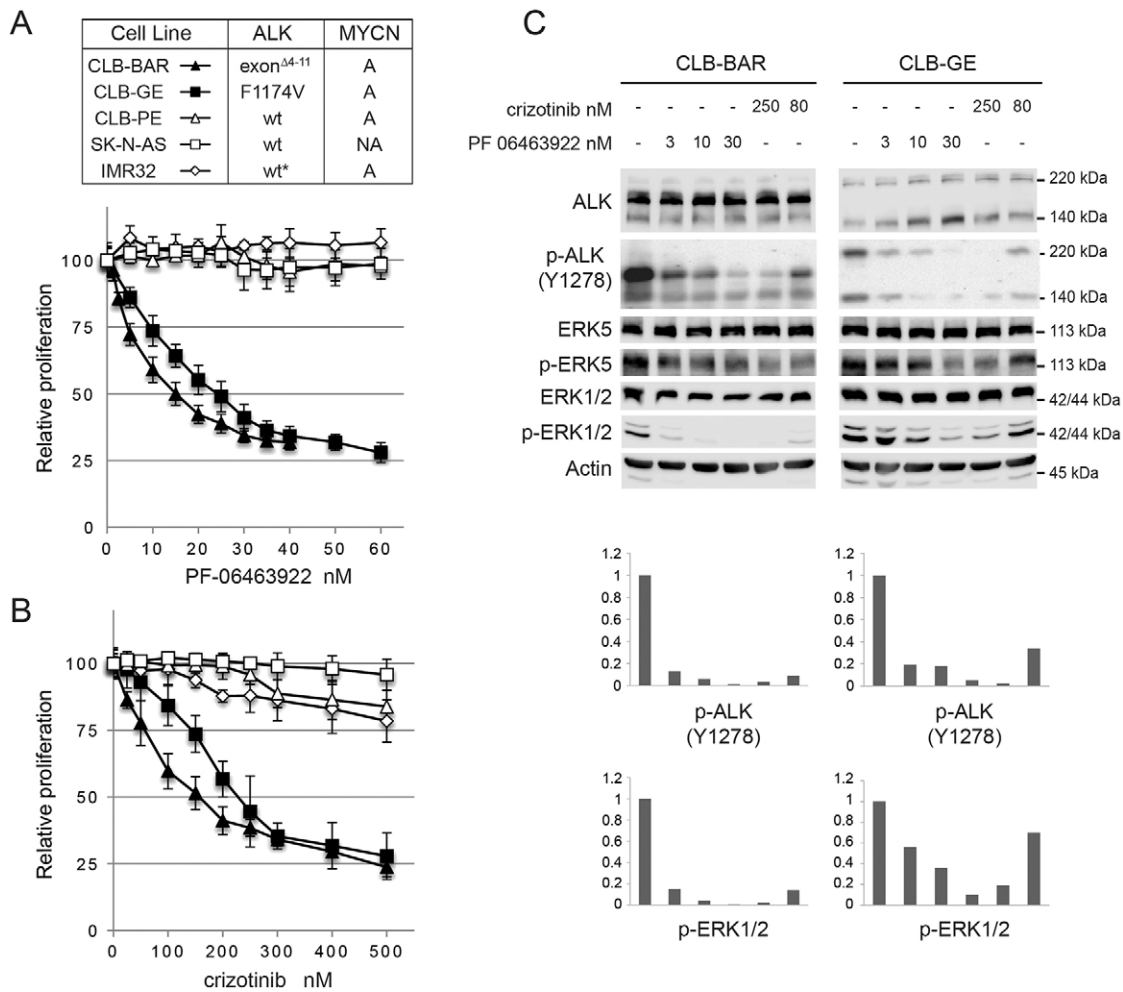 A
Cell Line ALK MYCN
CLB-BAR exonΔ4-11 A
CLB-GE F1174V A
CLB-PE wt A
SK-N-AS wt NA
IMR32 wt* A
Relative proliferation
100
75
50
25
0
0 10 20 30 40 50 60
PF-06463922 nM
B
Relative proliferation
100
75
50
25
0
0 100 200 300 400 500
crizotinib nM
C
CLB-BAR CLB-GE
crizotinib nM - - - - 250 80 - - - - 250 80
PF 06463922 nM - 3 10 30 - - - 3 10 30 - -
ALK
220 kDa
140 kDa
p-ALK
(Y1278)
220 kDa
140 kDa
ERK5 113 kDa
p-ERK5 113 kDa
ERK1/2 42/44 kDa
p-ERK1/2 42/44 kDa
Actin 45 kDa
1.2
1
0.8
0.6
0.4
0.2
0
p-ALK
(Y1278)
1.2
1
0.8
0.6
0.4
0.2
0
p-ALK
(Y1278)
1.2
1
0.8
0.6
0.4
0.2
0
1.2
1
0.8
0.6
0.4
0.2
0
p-ERK1/2 p-ERK1/2